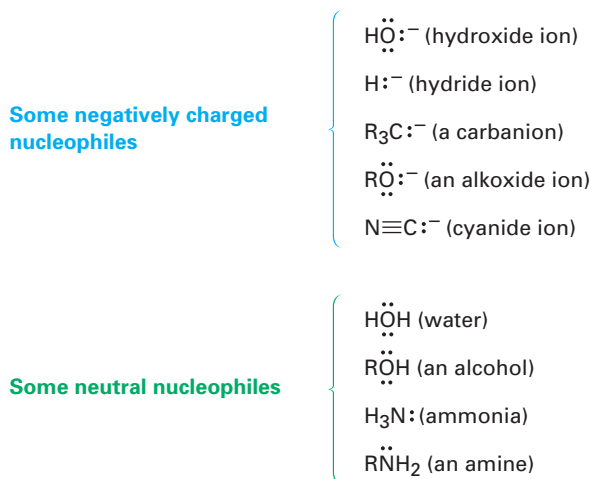 Some negatively charged
nucleophiles
HÖ:⁻ (hydroxide ion)
H:⁻ (hydride ion)
R₃C:⁻ (a carbanion)
RÖ:⁻ (an alkoxide ion)
N≡C:⁻ (cyanide ion)
Some neutral nucleophiles
HÖH (water)
RÖH (an alcohol)
H₃N: (ammonia)
RN̈H₂ (an amine)